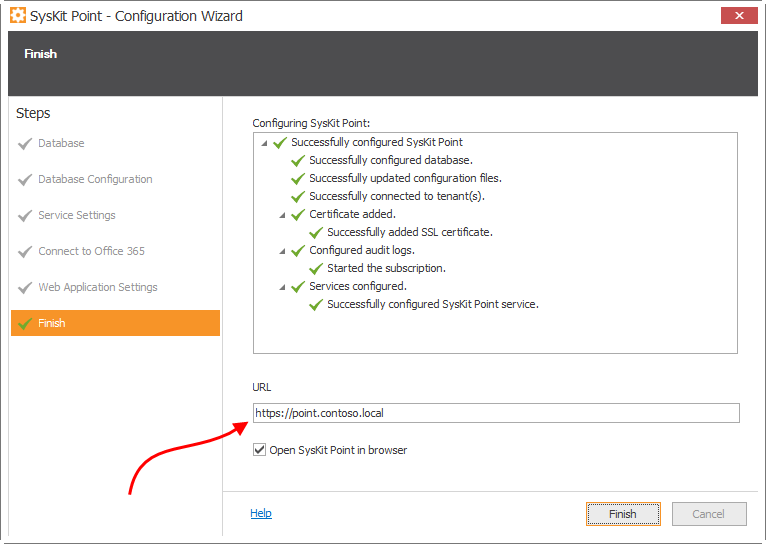 SysKit Point - Configuration Wizard
Finish
Steps
Database
Database Configuration
Service Settings
Connect to Office 365
Web Application Settings
Finish
Configuring SysKit Point:
Successfully configured SysKit Point
Successfully configured database.
Successfully updated configuration files.
Successfully connected to tenant(s).
Certificate added.
Successfully added SSL certificate.
Configured audit logs.
Started the subscription.
Services configured.
Successfully configured SysKit Point service.
URL
https://point.contoso.local
Open SysKit Point in browser
Help
Finish
Cancel